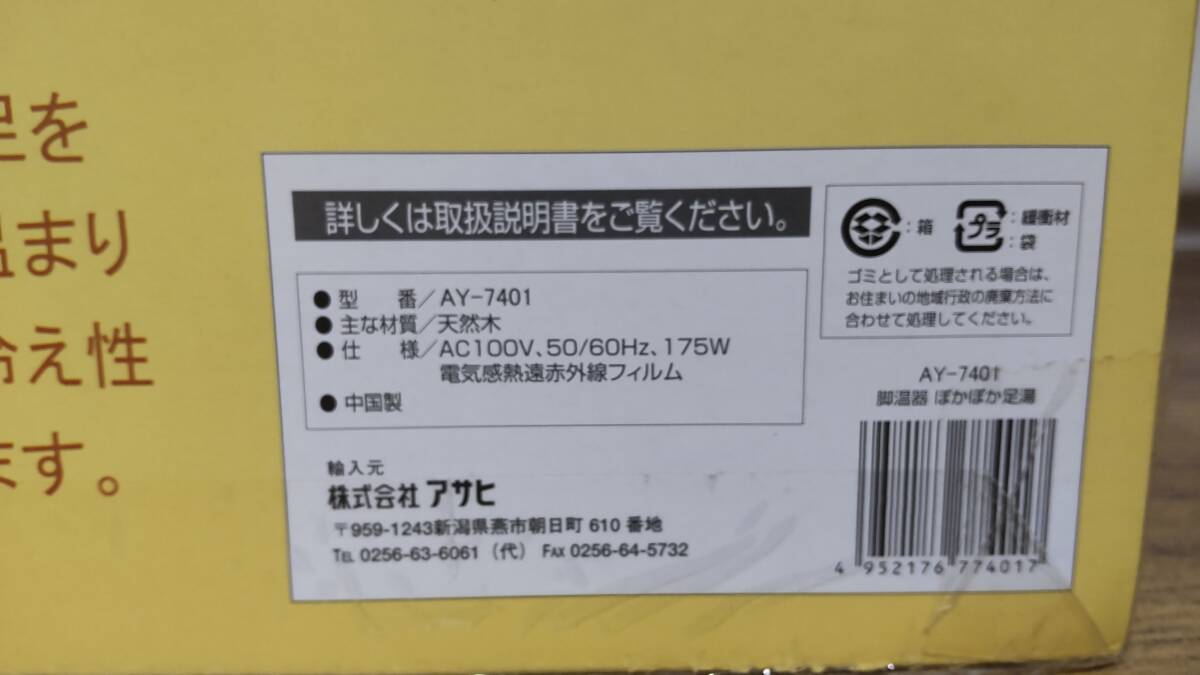 足を
温まり
冷え性
ます。
詳しくは取扱説明書をご覧ください。
●型　番／AY-7401
●主な材質／天然木
●仕　様／AC100V、50/60Hz、175W
電気感熱遠赤外線フィルム
●中国製
輸入元
株式会社 アサヒ
〒959-1243新潟県燕市朝日町 610 番地
TEL 0256-63-6061（代） FAX 0256-64-5732
：箱
プラ
：緩衝材
：袋
ゴミとして処理される場合は、
お住まいの地域行政の廃棄方法に
合わせて処理してください。
AY-7401
脚温器 ぽかぽか足湯
4 952176 774017